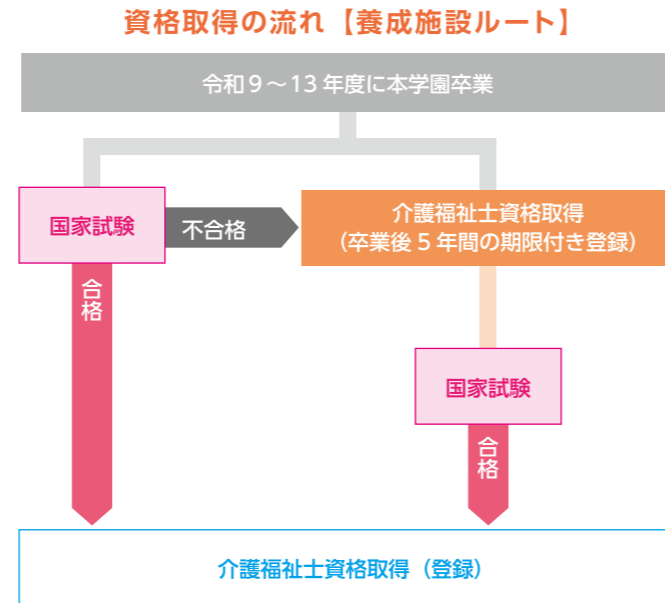 資格取得の流れ【養成施設ルート】
令和9～13年度に本学園卒業
国家試験
不合格
介護福祉士資格取得
（卒業後5年間の期限付き登録）
合格
国家試験
合格
介護福祉士資格取得（登録）